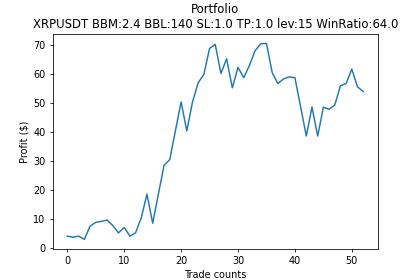 Portfolio
XRPUSDT BBM:2.4 BBL:140 SL:1.0 TP:1.0 lev:15 WinRatio:64.0
70
60
50
40
30
20
10
0
Profit ($)
0 10 20 30 40 50
Trade counts